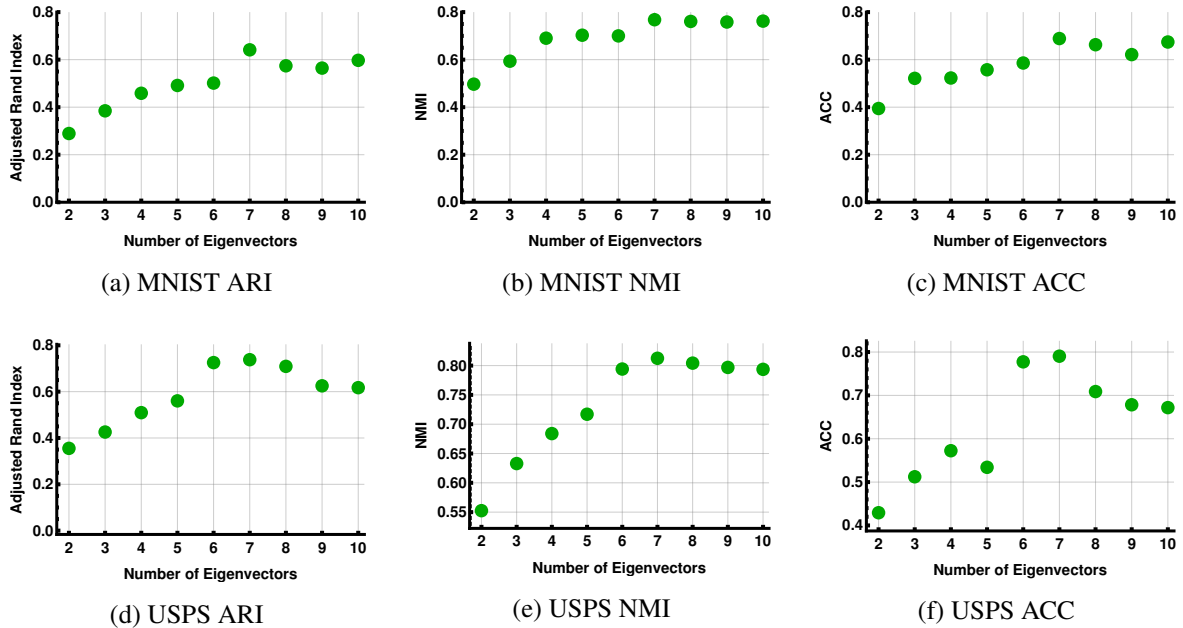 Adjusted Rand Index
0.8
0.6
0.4
0.2
0.0
2 3 4 5 6 7 8 9 10
Number of Eigenvectors
(a) MNIST ARI
NMI
0.8
0.6
0.4
0.2
0.0
2 3 4 5 6 7 8 9 10
Number of Eigenvectors
(b) MNIST NMI
ACC
0.8
0.6
0.4
0.2
0.0
2 3 4 5 6 7 8 9 10
Number of Eigenvectors
(c) MNIST ACC
Adjusted Rand Index
0.8
0.6
0.4
0.2
0.0
2 3 4 5 6 7 8 9 10
Number of Eigenvectors
(d) USPS ARI
NMI
0.80
0.75
0.70
0.65
0.60
0.55
2 3 4 5 6 7 8 9 10
Number of Eigenvectors
(e) USPS NMI
ACC
0.8
0.7
0.6
0.5
0.4
2 3 4 5 6 7 8 9 10
Number of Eigenvectors
(f) USPS ACC